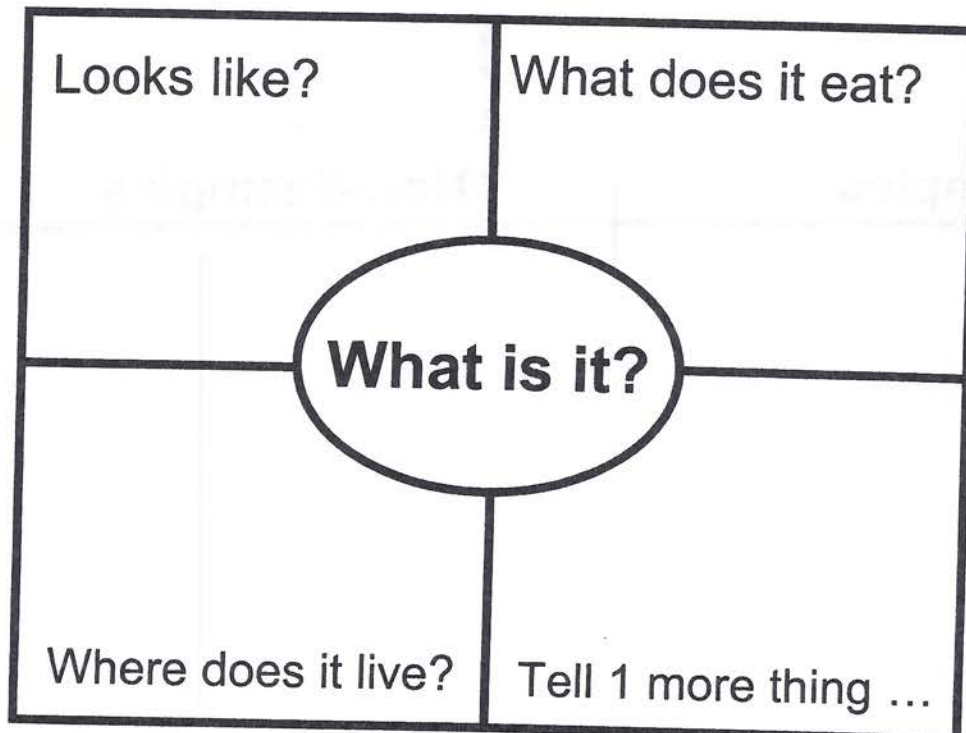 Looks like?
What does it eat?
What is it?
Where does it live?
Tell 1 more thing ...